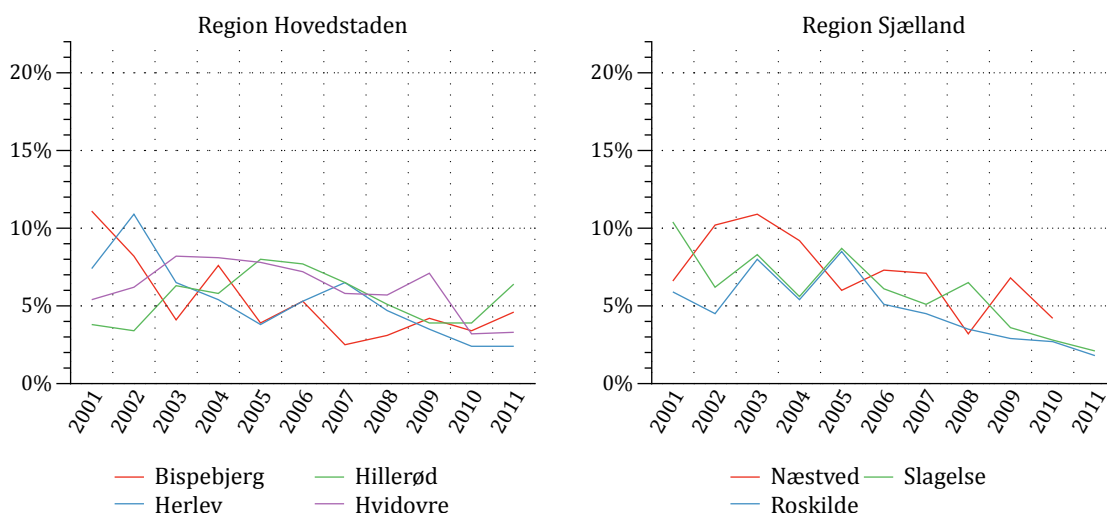 Region Hovedstaden
20%
15%
10%
5%
0%
2001 2002 2003 2004 2005 2006 2007 2008 2009 2010 2011
Bispebjerg Hillerød
Herlev Hvidovre
Region Sjælland
20%
15%
10%
5%
0%
2001 2002 2003 2004 2005 2006 2007 2008 2009 2010 2011
Næstved Slagelse
Roskilde